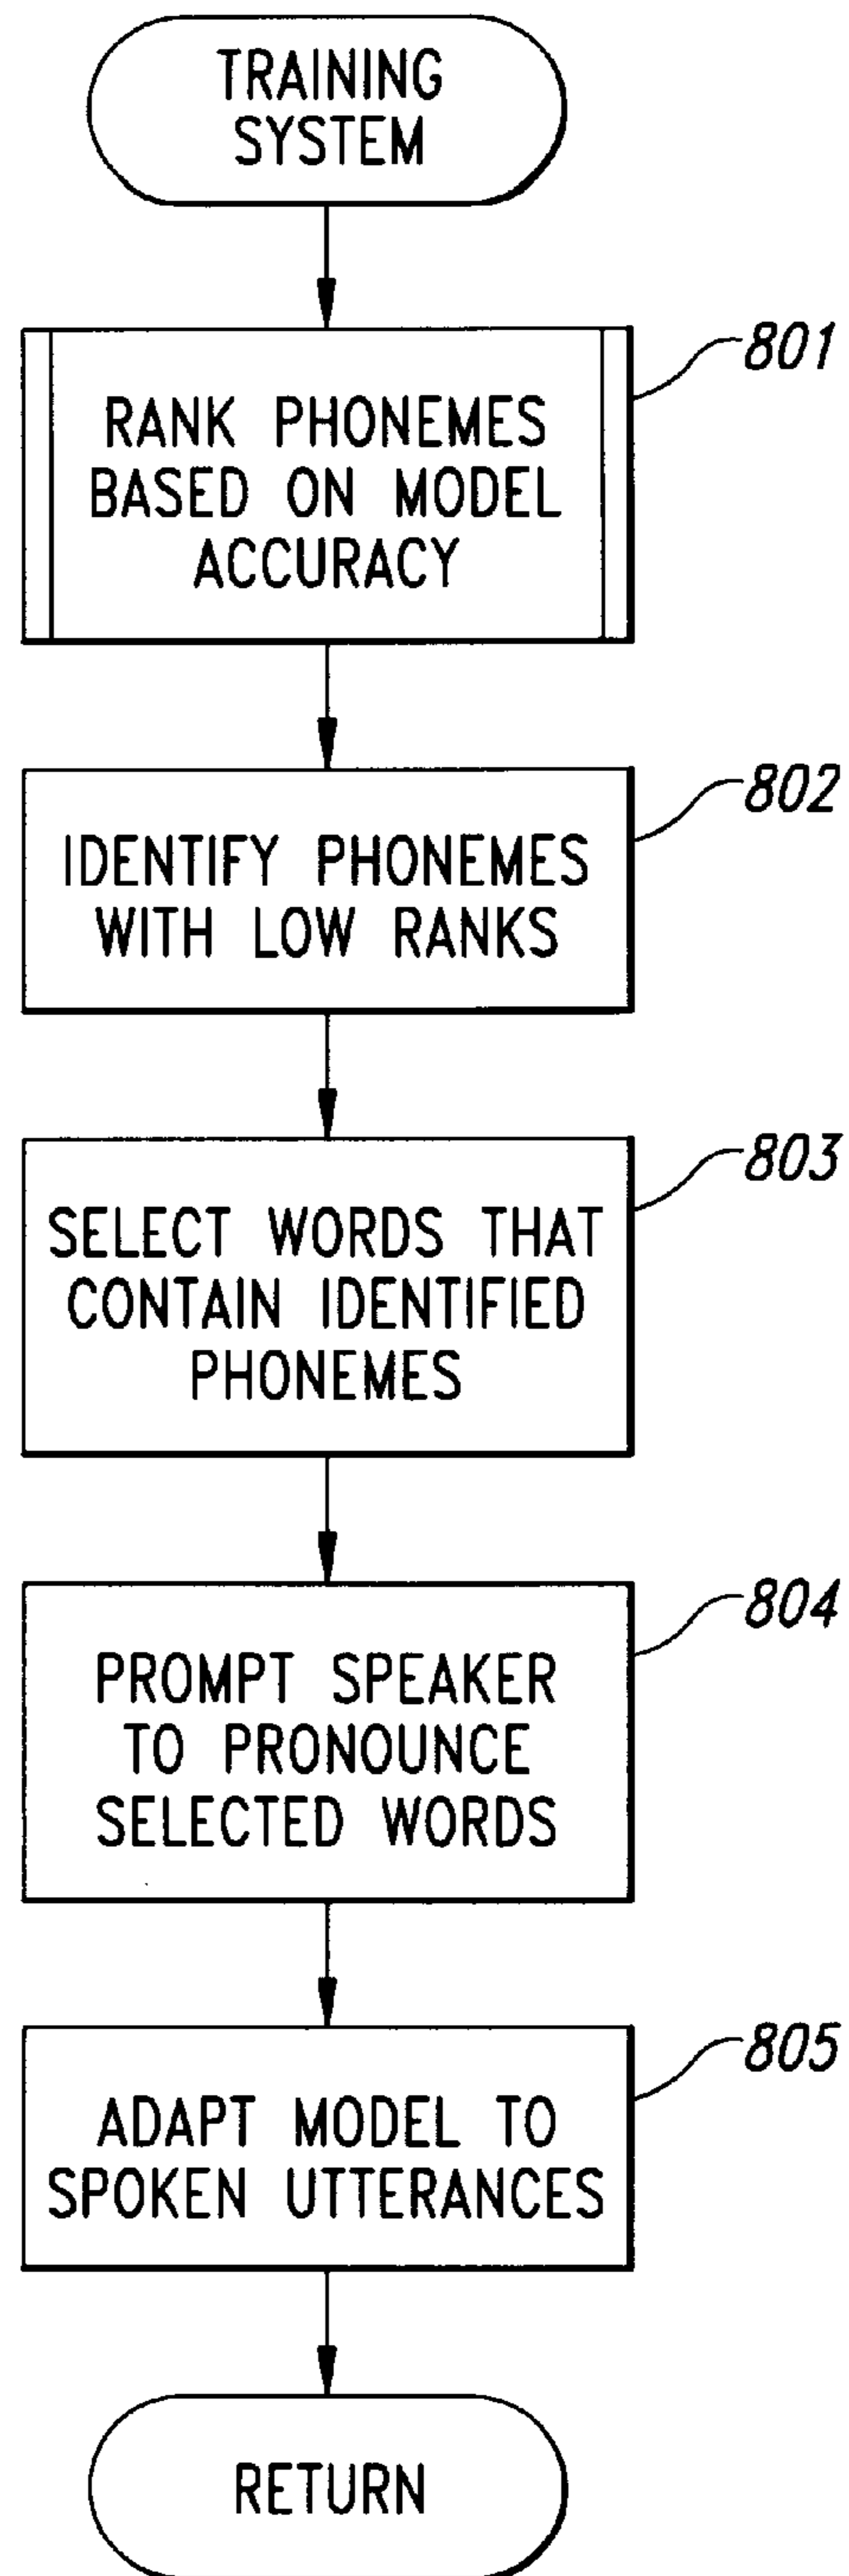 TRAINING
SYSTEM
801
RANK PHONEMES
BASED ON MODEL
ACCURACY
802
IDENTIFY PHONEMES
WITH LOW RANKS
803
SELECT WORDS THAT
CONTAIN IDENTIFIED
PHONEMES
804
PROMPT SPEAKER
TO PRONOUNCE
SELECTED WORDS
805
ADAPT MODEL TO
SPOKEN UTTERANCES
RETURN